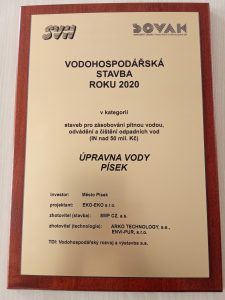 SVH
SOVAK
VODOHOSPODÁŘSKÁ
STAVBA
ROKU 2020
v kategorii
staveb pro zásobování pitnou vodou,
odvádění a čištění odpadních vod
(IN nad 50 mil. Kč)
ÚPRAVNA VODY
PÍSEK
investor: Město Písek
projektant: EKO-EKO s.r.o.
zhotovitel (stavba): SMP CZ, a.s.
zhotovitel (technologie): ARKO TECHNOLOGY, a.s.,
ENVI-PUR, s.r.o.
TDI: Vodohospodářský rozvoj a výstavba a.s.